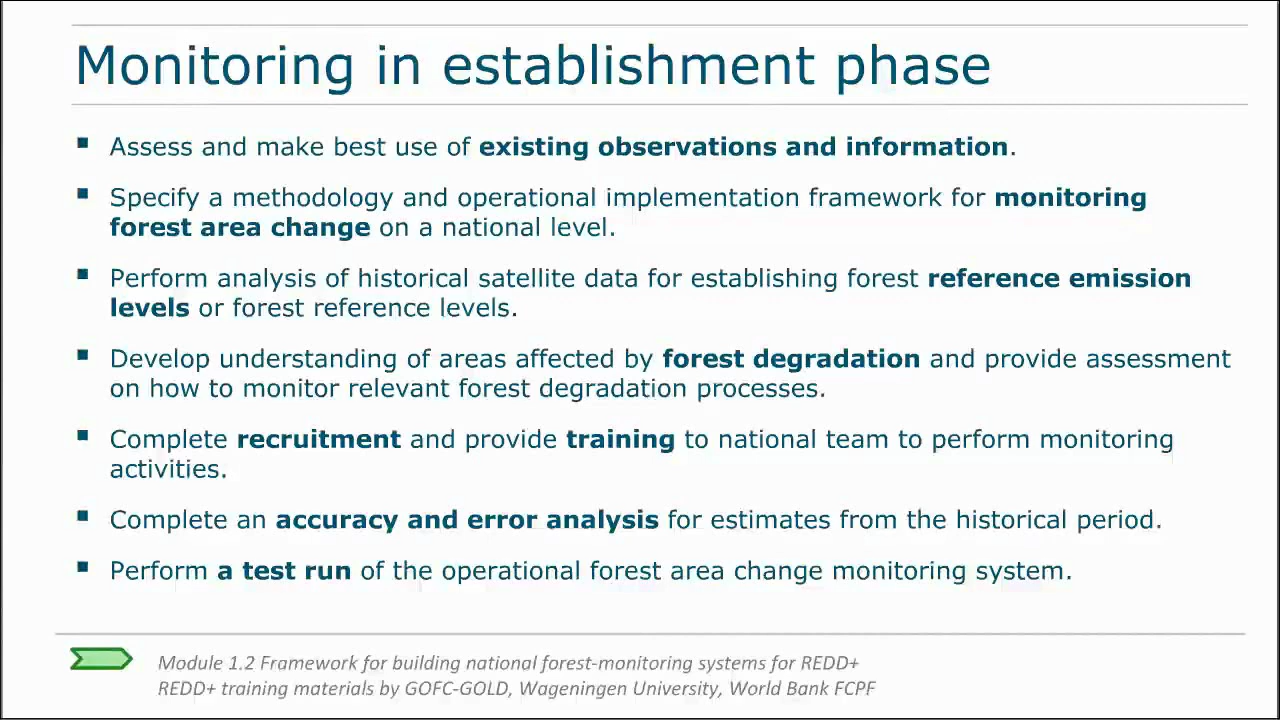 Monitoring in establishment phase
▪ Assess and make best use of existing observations and information.
▪ Specify a methodology and operational implementation framework for monitoring
forest area change on a national level.
▪ Perform analysis of historical satellite data for establishing forest reference emission
levels or forest reference levels.
▪ Develop understanding of areas affected by forest degradation and provide assessment
on how to monitor relevant forest degradation processes.
▪ Complete recruitment and provide training to national team to perform monitoring
activities.
▪ Complete an accuracy and error analysis for estimates from the historical period.
▪ Perform a test run of the operational forest area change monitoring system.
Module 1.2 Framework for building national forest-monitoring systems for REDD+
REDD+ training materials by GOFC-GOLD, Wageningen University, World Bank FCPF